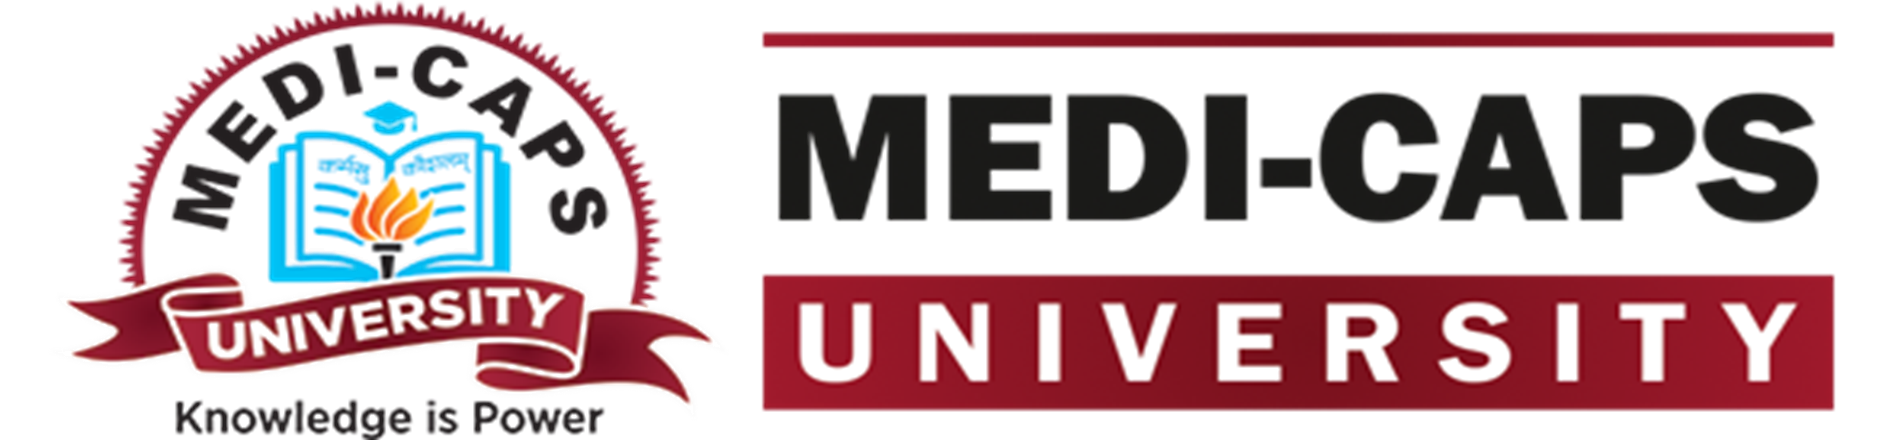 MEDI-CAPS
कर्मसु कौशलम्
UNIVERSITY
Knowledge is Power
MEDI-CAPS
UNIVERSITY